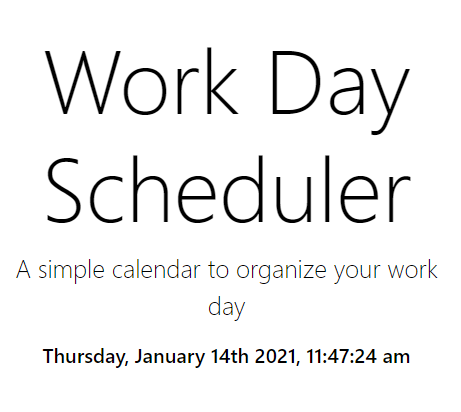 Work Day
Scheduler
A simple calendar to organize your work
day
Thursday, January 14th 2021, 11:47:24 am